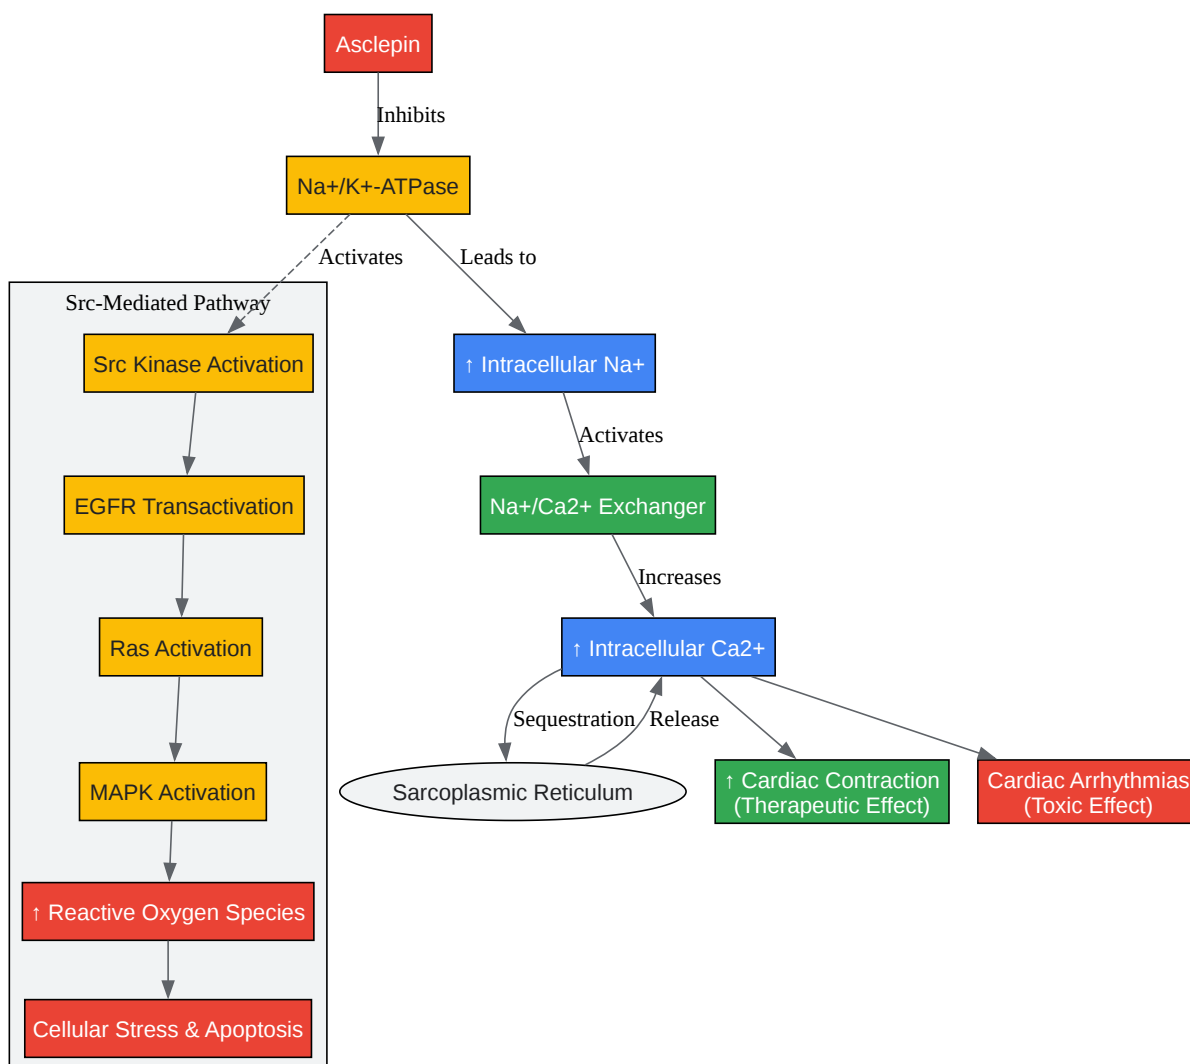 Asclepin
Inhibits
Na+/K+-ATPase
Activates
Leads to
Src-Mediated Pathway
Src Kinase Activation
↑ Intracellular Na+
Activates
EGFR Transactivation
Na+/Ca2+ Exchanger
Increases
Ras Activation
↑ Intracellular Ca2+
Sequestration
Release
MAPK Activation
Sarcoplasmic Reticulum
↑ Cardiac Contraction
(Therapeutic Effect)
Cardiac Arrhythmias
(Toxic Effect)
↑ Reactive Oxygen Species
Cellular Stress & Apoptosis